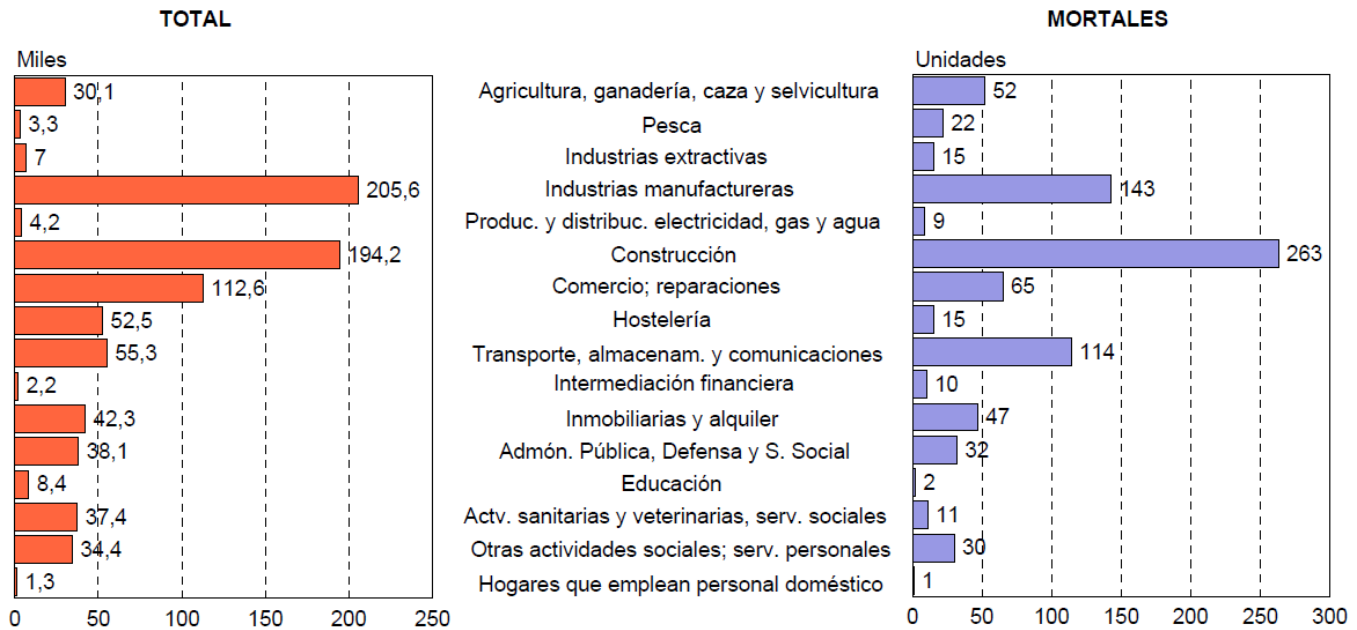 TOTAL MORTALES
Miles Unidades
30,1 Agricultura, ganadería, caza y selvicultura 52
3,3 Pesca 22
7 Industrias extractivas 15
205,6 Industrias manufactureras 143
4,2 Produc. y distribuc. electricidad, gas y agua 9
194,2 Construcción 263
112,6 Comercio; reparaciones 65
52,5 Hostelería 15
55,3 Transporte, almacenam. y comunicaciones 114
2,2 Intermediación financiera 10
42,3 Inmobiliarias y alquiler 47
38,1 Admón. Pública, Defensa y S. Social 32
8,4 Educación 2
37,4 Actv. sanitarias y veterinarias, serv. sociales 11
34,4 Otras actividades sociales; serv. personales 30
1,3 Hogares que emplean personal doméstico 1
0 50 100 150 200 250 0 50 100 150 200 250 300